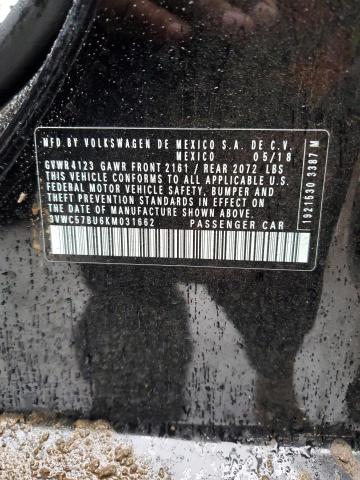 MFD. BY VOLKSWAGEN DE MEXICO S.A. DE C.V.
MEXICO 05/18
GVWR 4123 GAWR FRONT 2161 / REAR 2072 LBS
THIS VEHICLE CONFORMS TO ALL APPLICABLE U.S.
FEDERAL MOTOR VEHICLE SAFETY, BUMPER AND
THEFT PREVENTION STANDARDS IN EFFECT ON
THE DATE OF MANUFACTURE SHOWN ABOVE.
3VWC57BU6KM031662 PASSENGER CAR
1921530 3387 M